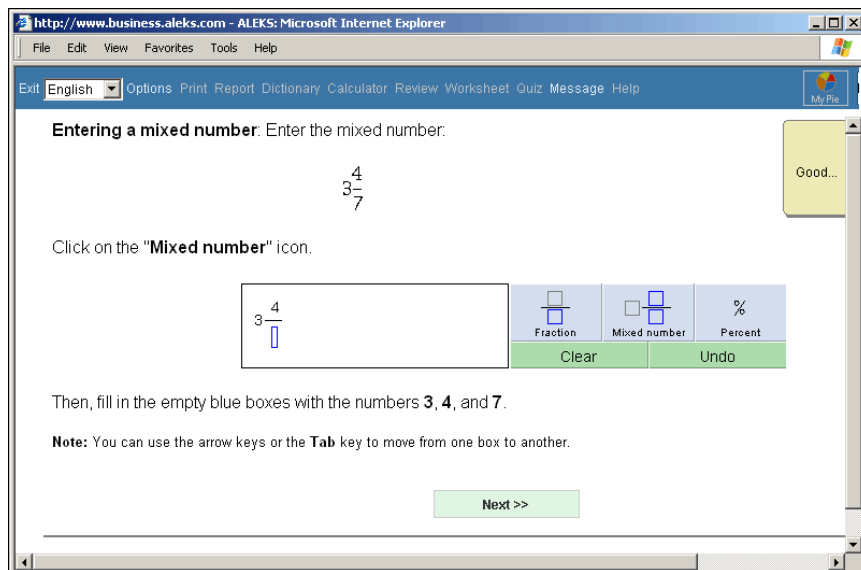 http://www.business.aleks.com - ALEKS: Microsoft Internet Explorer
File Edit View Favorites Tools Help
Exit English Options Print Report Dictionary Calculator Review Worksheet Quiz Message Help
MyPie
Entering a mixed number: Enter the mixed number:
Good...
3 4/7
Click on the "Mixed number" icon.
3 4
%
Fraction Mixed number Percent
Clear Undo
Then, fill in the empty blue boxes with the numbers 3, 4, and 7.
Note: You can use the arrow keys or the Tab key to move from one box to another.
Next >>